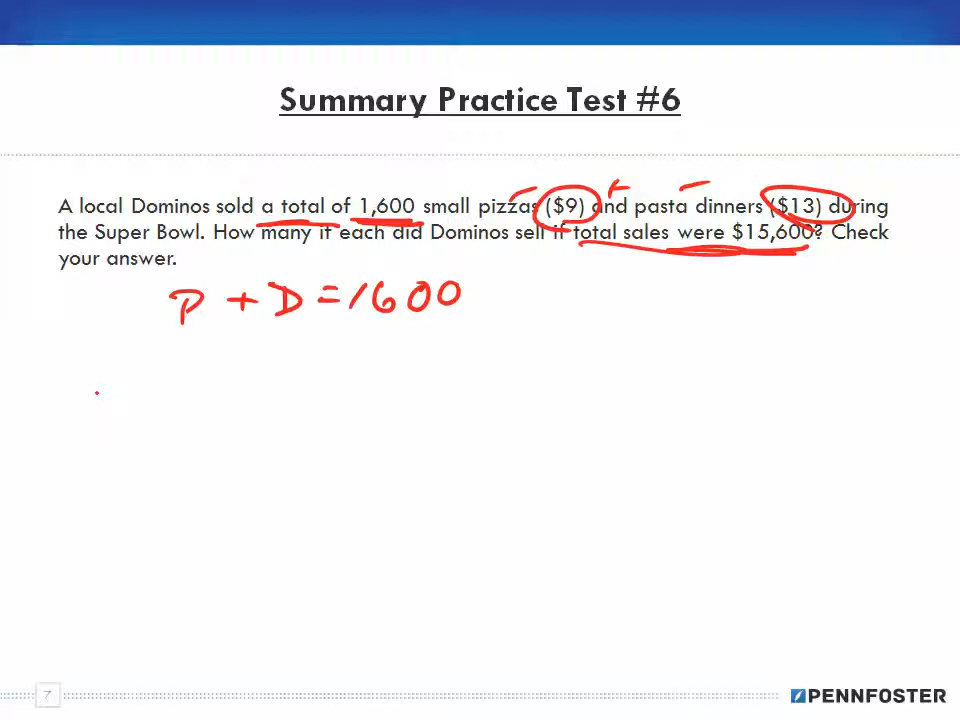 Summary Practice Test #6
A local Dominos sold a total of 1,600 small pizzas ($9) and pasta dinners ($13) during
the Super Bowl. How many if each did Dominos sell if total sales were $15,600? Check
your answer.
P + D = 1600
7
PENNFOSTER